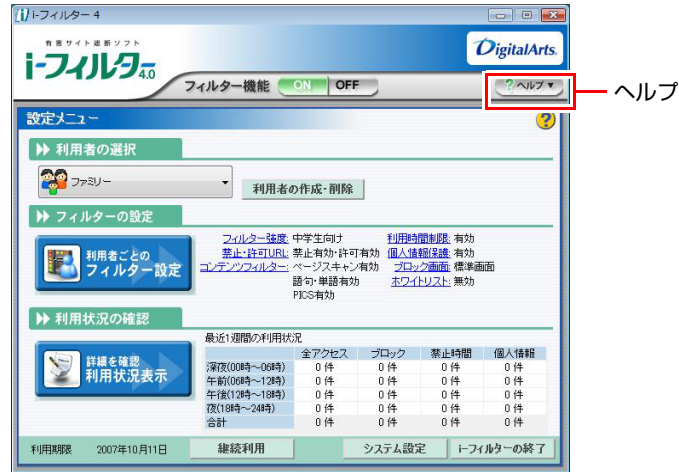 i-フィルター 4
有害サイト遮断ソフト
i-フィルター4.0
DigitalArts.
フィルター機能 ON OFF
?ヘルプ▼
ヘルプ
設定メニュー
?
利用者の選択
ファミリー
利用者の作成・削除
フィルターの設定
利用者ごとの
フィルター設定
フィルター強度: 中学生向け 利用時間制限: 有効
禁止・許可URL: 禁止有効・許可有効 個人情報保護: 有効
コンテンツフィルター: ページスキャン有効 ブロック画面: 標準画面
語句・単語有効 ホワイトリスト: 無効
PICS有効
利用状況の確認
詳細を確認
利用状況表示
最近1週間の利用状況
全アクセス ブロック 禁止時間 個人情報
深夜(00時～06時) 0 件 0 件 0 件 0 件
午前(06時～12時) 0 件 0 件 0 件 0 件
午後(12時～18時) 0 件 0 件 0 件 0 件
夜(18時～24時) 0 件 0 件 0 件 0 件
合計 0 件 0 件 0 件 0 件
利用期限 2007年10月11日 継続利用 システム設定 i-フィルターの終了